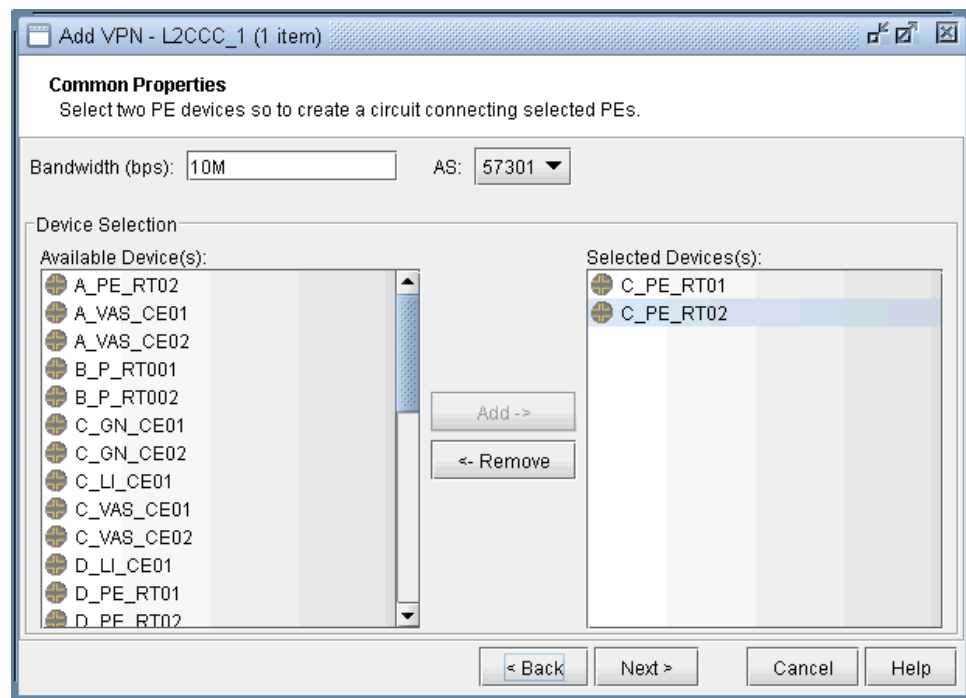 Add VPN - L2CCC_1 (1 item)
Common Properties
Select two PE devices so to create a circuit connecting selected PEs.
Bandwidth (bps): 10M AS: 57301
Device Selection
Available Device(s):
A_PE_RT02
A_VAS_CE01
A_VAS_CE02
B_P_RT001
B_P_RT002
C_GN_CE01
C_GN_CE02
C_LI_CE01
C_VAS_CE01
C_VAS_CE02
D_LI_CE01
D_PE_RT01
D_PE_RT02
Add ->
<- Remove
Selected Devices(s):
C_PE_RT01
C_PE_RT02
< Back Next > Cancel Help